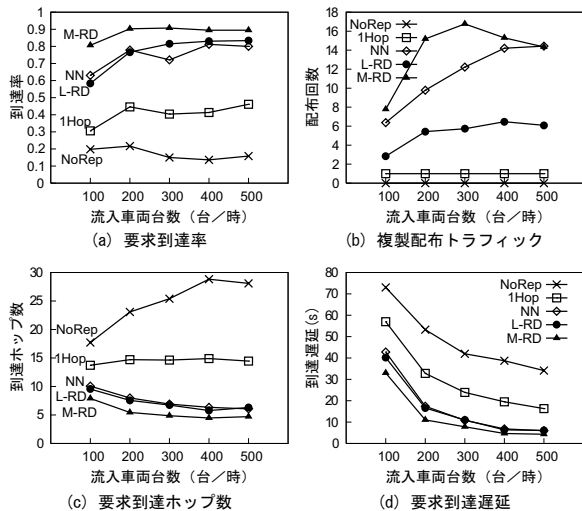 1
0.9
0.8
0.7
0.6
0.5
0.4
0.3
0.2
0.1
0
到達率
M-RD
NN
L-RD
1Hop
NoRep
100 200 300 400 500
流入車両台数（台／時）
(a) 要求到達率
18
16
14
12
10
8
6
4
2
0
配布回数
NoRep
1Hop
NN
L-RD
M-RD
100 200 300 400 500
流入車両台数（台／時）
(b) 複製配布トラフィック
30
25
20
15
10
5
0
到達ホップ数
NoRep
1Hop
NN
L-RD
M-RD
100 200 300 400 500
流入車両台数（台／時）
(c) 要求到達ホップ数
80
70
60
50
40
30
20
10
0
到達遅延(s)
NoRep
1Hop
NN
L-RD
M-RD
100 200 300 400 500
流入車両台数（台／時）
(d) 要求到達遅延